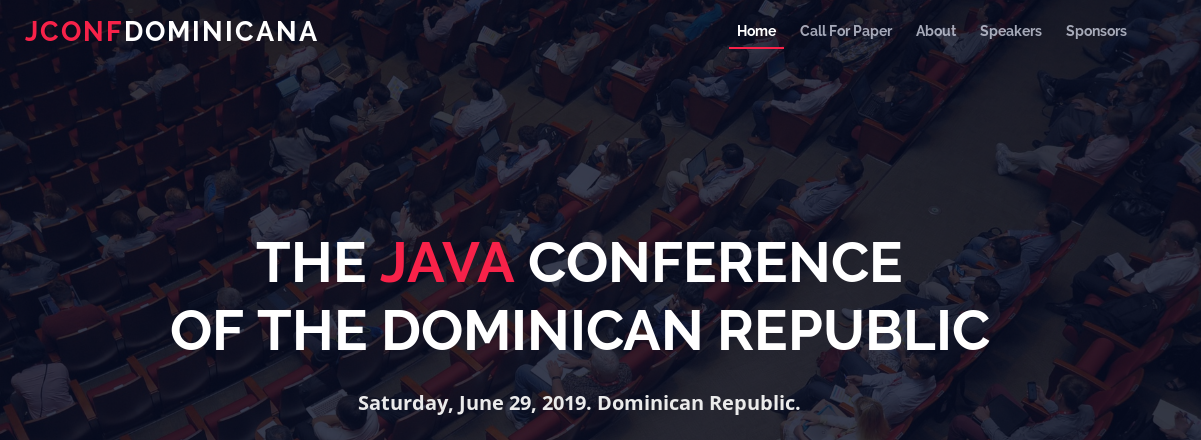 JCONFDOMINICANA
Home Call For Paper About Speakers Sponsors
THE JAVA CONFERENCE
OF THE DOMINICAN REPUBLIC
Saturday, June 29, 2019. Dominican Republic.